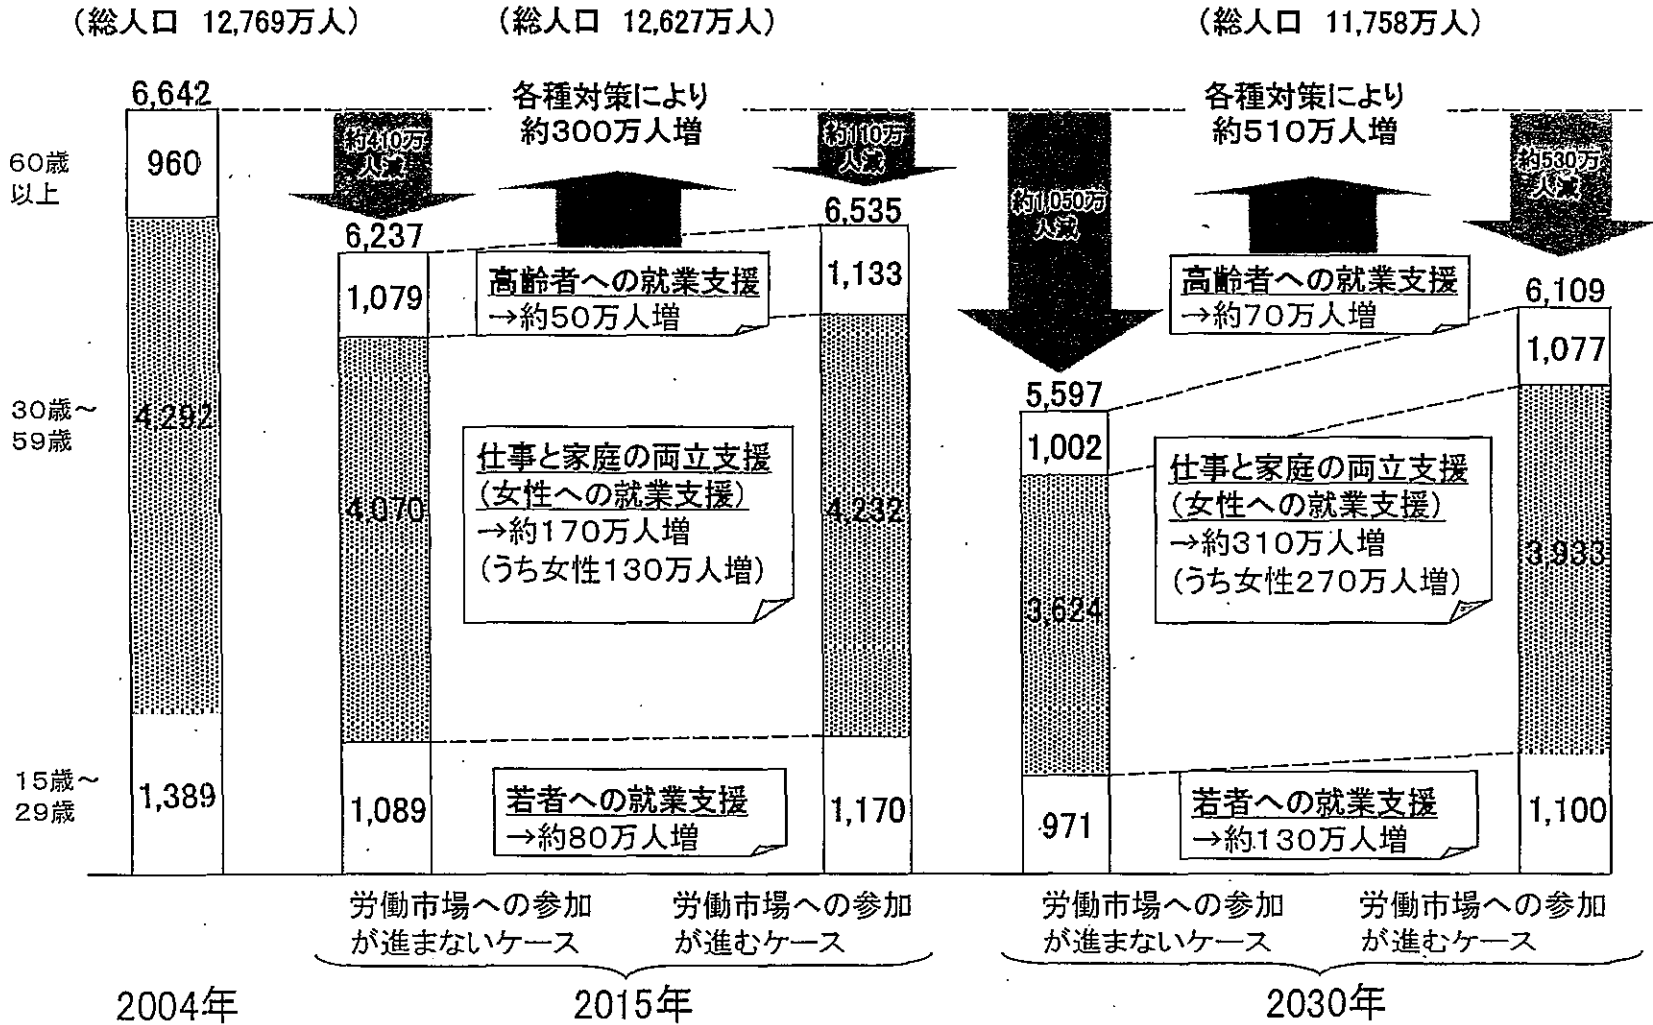 (総人口 12,769万人)
(総人口 12,627万人)
(総人口 11,758万人)
6,642
960
4,292
1,389
60歳
以上
30歳～
59歳
15歳～
29歳
約410万
人減
6,237
1,079
4,070
1,089
各種対策により
約300万人増
高齢者への就業支援
→約50万人増
仕事と家庭の両立支援
(女性への就業支援)
→約170万人増
(うち女性130万人増)
若者への就業支援
→約80万人増
約110万
人減
6,535
1,133
4,232
1,170
約1,050万
人減
5,597
1,002
3,624
971
各種対策により
約510万人増
高齢者への就業支援
→約70万人増
仕事と家庭の両立支援
(女性への就業支援)
→約310万人増
(うち女性270万人増)
若者への就業支援
→約130万人増
約530万
人減
6,109
1,077
3,933
1,100
労働市場への参加
が進まないケース
労働市場への参加
が進むケース
労働市場への参加
が進まないケース
労働市場への参加
が進むケース
2004年
2015年
2030年